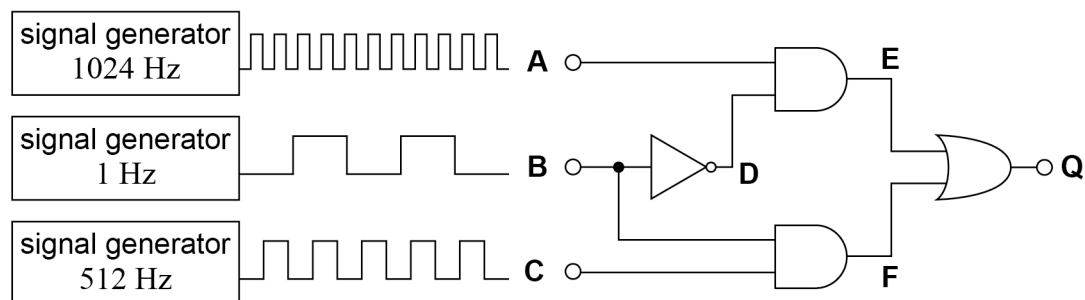 signal generator
1024 Hz
A
E
signal generator
1 Hz
B
D
Q
signal generator
512 Hz
C
F